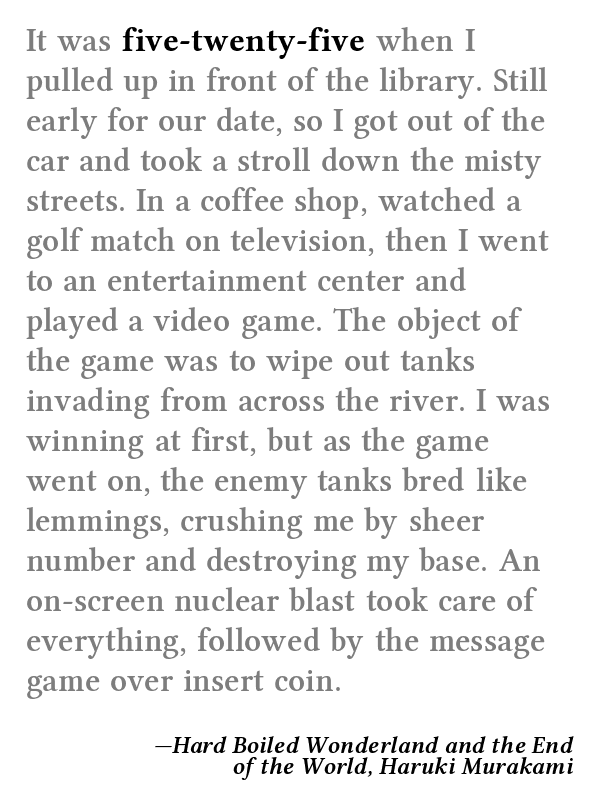 It was five-twenty-five when I
pulled up in front of the library. Still
early for our date, so I got out of the
car and took a stroll down the misty
streets. In a coffee shop, watched a
golf match on television, then I went
to an entertainment center and
played a video game. The object of
the game was to wipe out tanks
invading from across the river. I was
winning at first, but as the game
went on, the enemy tanks bred like
lemmings, crushing me by sheer
number and destroying my base. An
on-screen nuclear blast took care of
everything, followed by the message
game over insert coin.
—Hard Boiled Wonderland and the End
of the World, Haruki Murakami